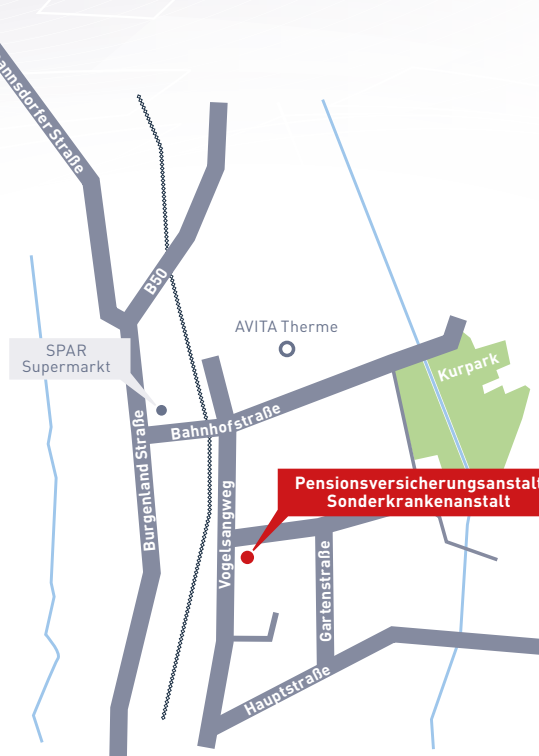 annsdorfer Straße
B50
AVITA Therme
SPAR
Supermarkt
Kurpark
Bahnhofstraße
Burgenland Straße
Pensionsversicherungsanstalt
Sonderkrankenanstalt
Vogelsangweg
Gartenstraße
Hauptstraße